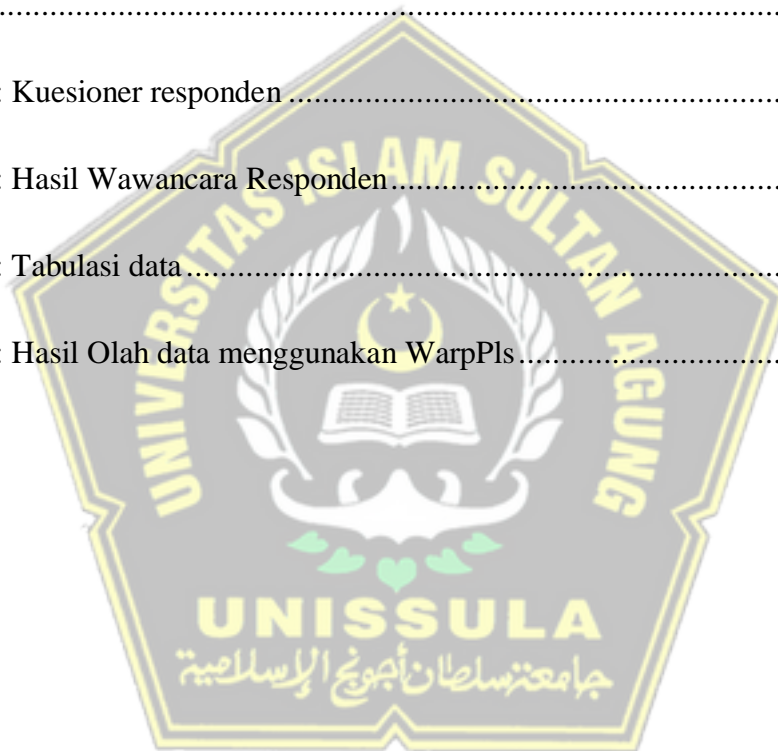 ................................................................................
: Kuesioner responden ................................................
: Hasil Wawancara Responden ......................................
: Tabulasi data ..........................................................
: Hasil Olah data menggunakan WarpPls ..........................
UNIVERSITAS ISLAM SULTAN AGUNG
UNISSULA
جامعة سلطان أجونج الإسلامية